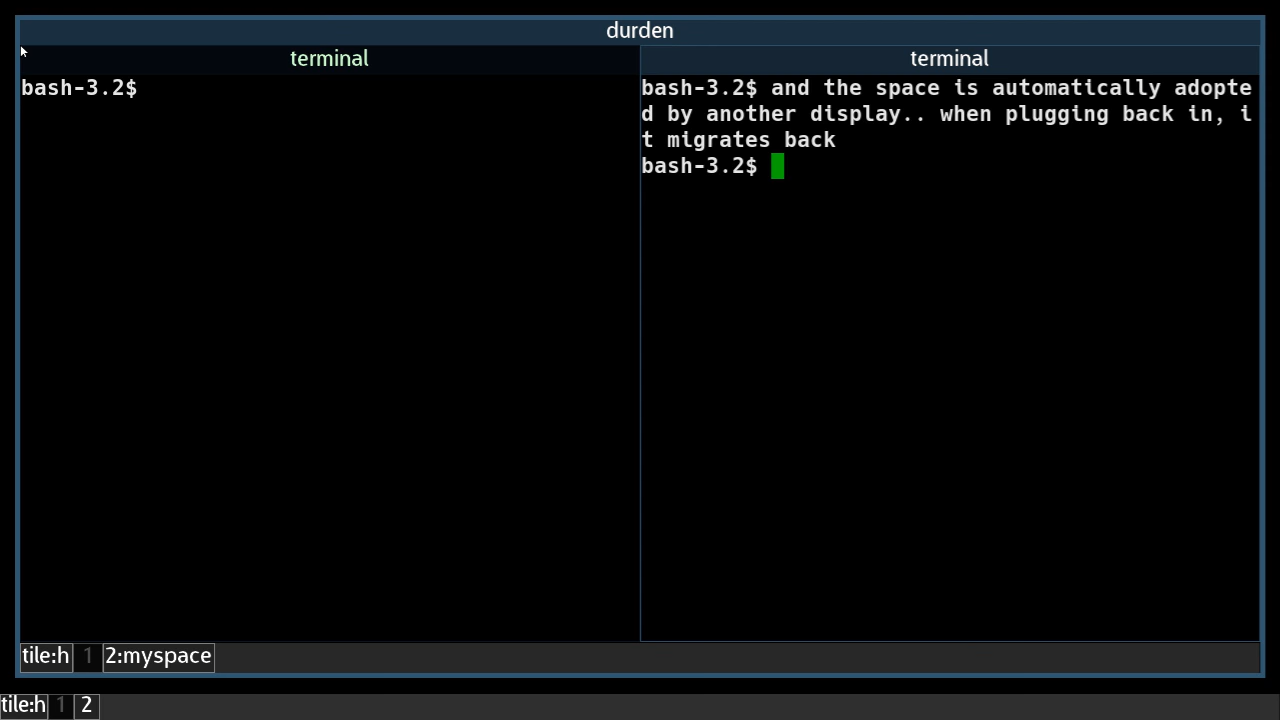 durden
terminal
terminal
bash-3.2$
bash-3.2$ and the space is automatically adopte
d by another display.. when plugging back in, i
t migrates back
bash-3.2$
tile:h 1 2:myspace
tile:h 1 2